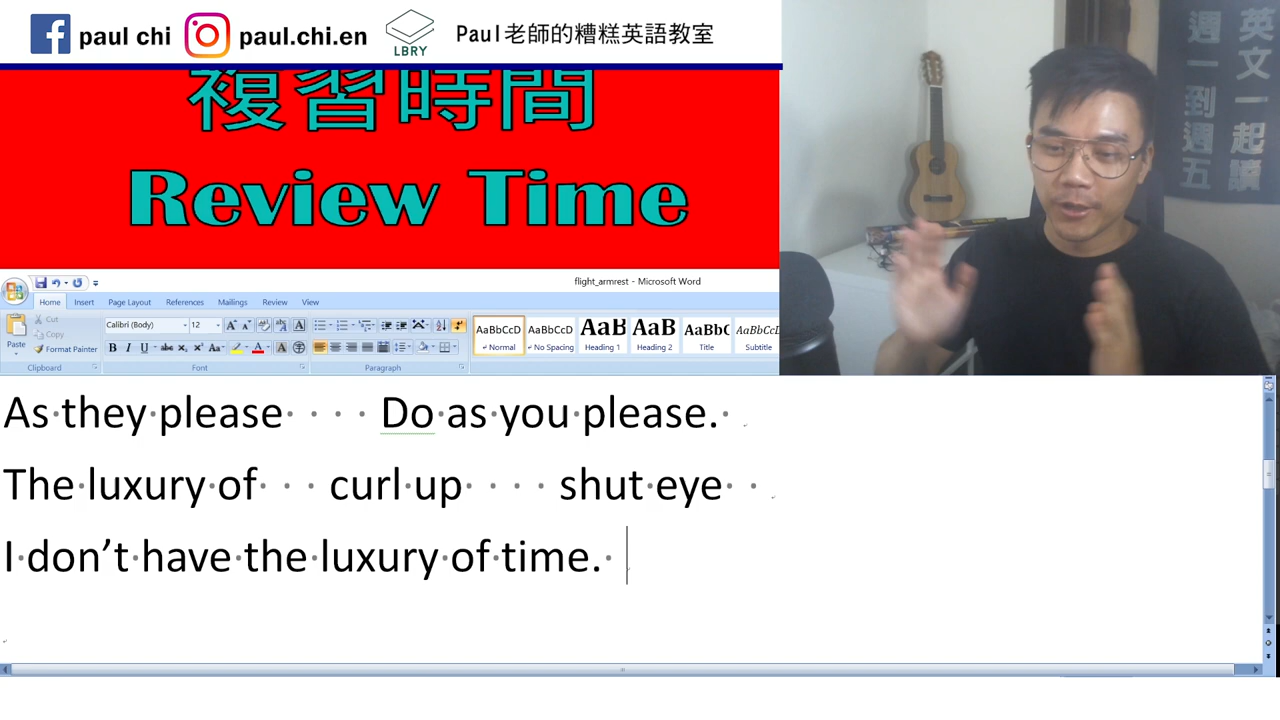 paul chi paul.chi.en LBRY Paul老師的糟糕英語教室
複習時間
Review Time
英文一起讀
週一到週五
flight_armrest - Microsoft Word
Home Insert Page Layout References Mailings Review View
Cut
Copy
Format Painter
Paste
Calibri (Body) 12
AaBbCcD AaBbCcD AaB AaB AaBbC AaBbCcD
Normal No Spacing Heading 1 Heading 2 Title Subtitle
Clipboard Font Paragraph
As they please Do as you please.
The luxury of curl up shut eye
I don’t have the luxury of time.